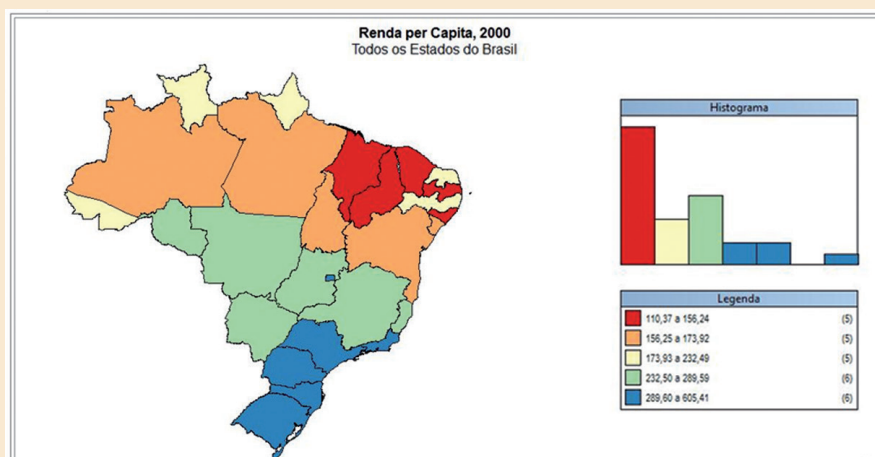 Renda per Capita, 2000
Todos os Estados do Brasil
Histograma
Legenda
110,37 a 156,24 (5)
156,25 a 173,92 (5)
173,93 a 232,49 (5)
232,50 a 289,59 (6)
289,60 a 605,41 (6)